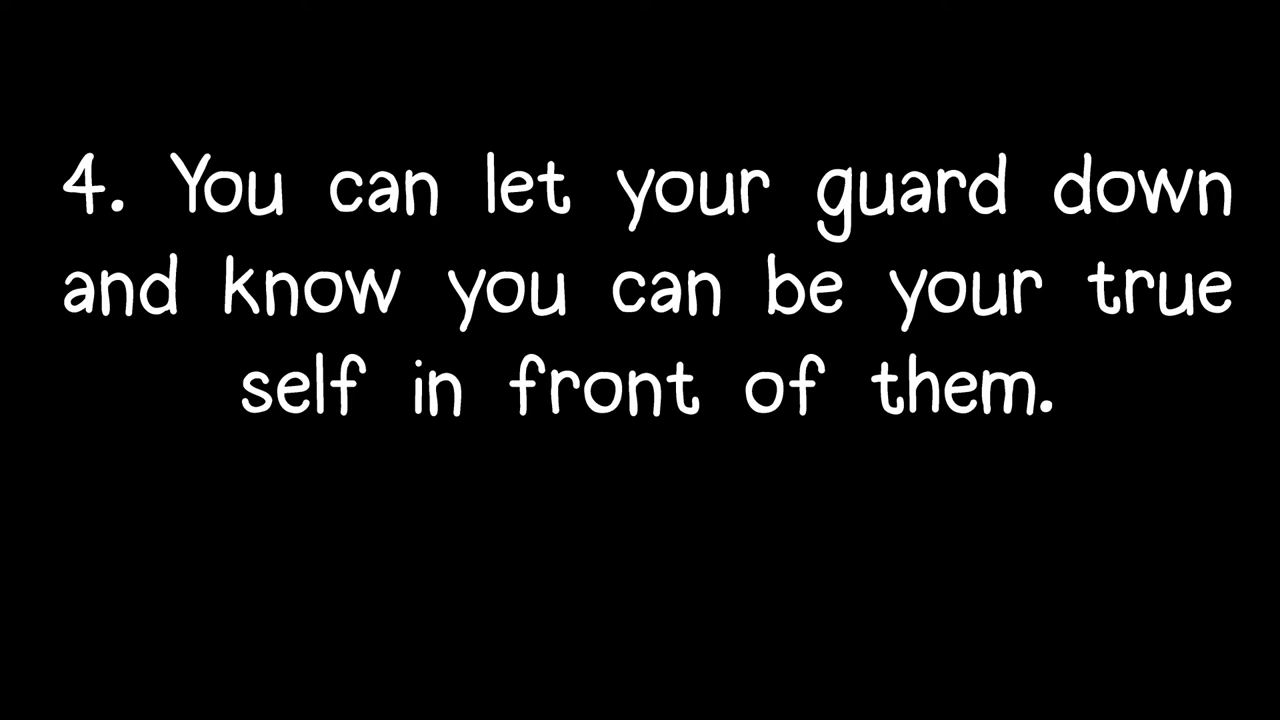 4. You can let your guard down
and know you can be your true
self in front of them.